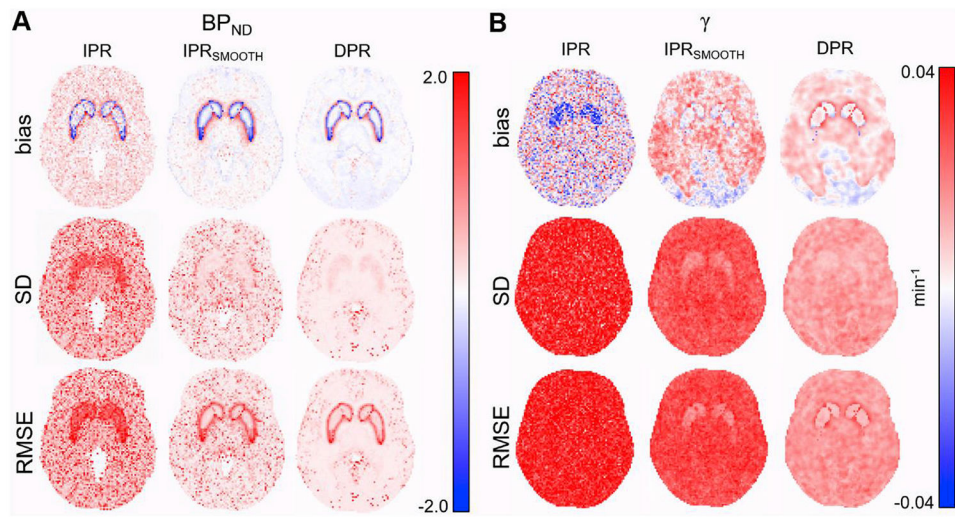 A
BP_ND
IPR
IPR_SMOOTH
DPR
bias
SD
RMSE
2.0
-2.0
B
γ
IPR
IPR_SMOOTH
DPR
bias
SD
RMSE
0.04
min⁻¹
-0.04